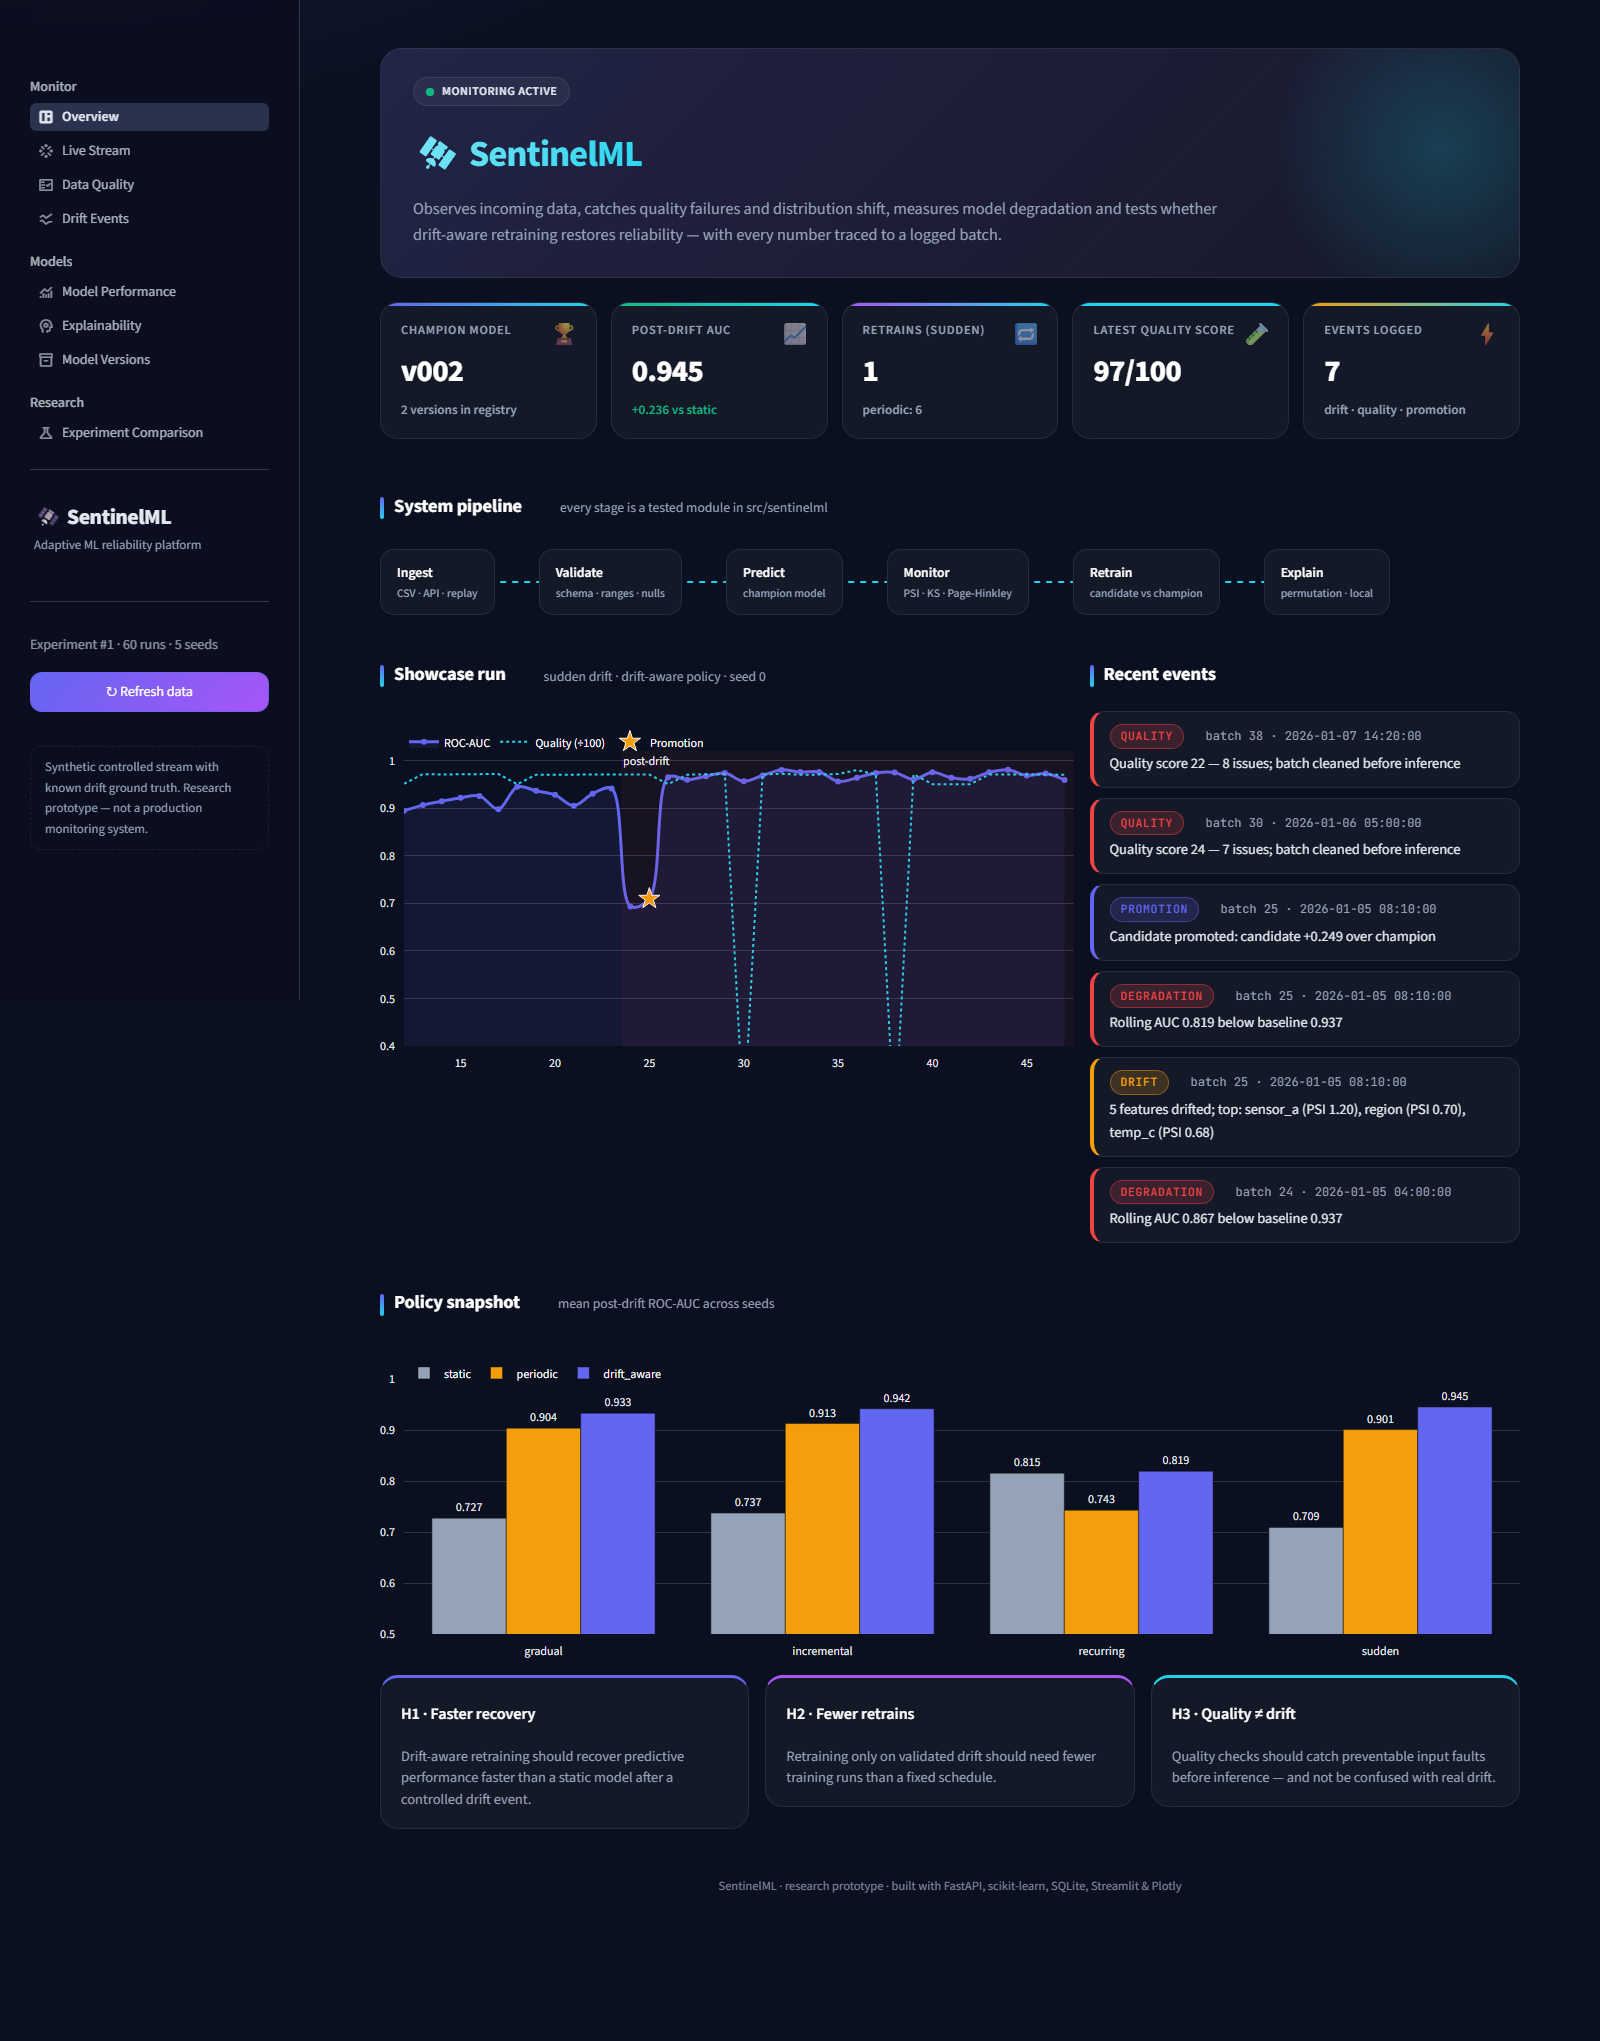 Monitor
Overview
Live Stream
Data Quality
Drift Events
Models
Model Performance
Explainability
Model Versions
Research
Experiment Comparison
SentinelML
Adaptive ML reliability platform
Experiment #1 · 60 runs · 5 seeds
↻ Refresh data
Synthetic controlled stream with
known drift ground truth. Research
prototype — not a production
monitoring system.
MONITORING ACTIVE
SentinelML
Observes incoming data, catches quality failures and distribution shift, measures model degradation and tests whether
drift-aware retraining restores reliability — with every number traced to a logged batch.
CHAMPION MODEL
v002
2 versions in registry
POST-DRIFT AUC
0.945
+0.236 vs static
RETRAINS (SUDDEN)
1
periodic: 6
LATEST QUALITY SCORE
97/100
EVENTS LOGGED
7
drift · quality · promotion
System pipeline every stage is a tested module in src/sentinelml
Ingest
CSV · API · replay
Validate
schema · ranges · nulls
Predict
champion model
Monitor
PSI · KS · Page-Hinkley
Retrain
candidate vs champion
Explain
permutation · local
Showcase run sudden drift · drift-aware policy · seed 0
ROC-AUC Quality (÷100) Promotion
post-drift
1
0.9
0.8
0.7
0.6
0.5
0.4
15 20 25 30 35 40 45
Recent events
QUALITY batch 38 · 2026-01-07 14:20:00
Quality score 22 — 8 issues; batch cleaned before inference
QUALITY batch 30 · 2026-01-06 05:00:00
Quality score 24 — 7 issues; batch cleaned before inference
PROMOTION batch 25 · 2026-01-05 08:10:00
Candidate promoted: candidate +0.249 over champion
DEGRADATION batch 25 · 2026-01-05 08:10:00
Rolling AUC 0.819 below baseline 0.937
DRIFT batch 25 · 2026-01-05 08:10:00
5 features drifted; top: sensor_a (PSI 1.20), region (PSI 0.70),
temp_c (PSI 0.68)
DEGRADATION batch 24 · 2026-01-05 04:00:00
Rolling AUC 0.867 below baseline 0.937
Policy snapshot mean post-drift ROC-AUC across seeds
static periodic drift_aware
1
0.9
0.8
0.7
0.6
0.5
0.727 0.904 0.933
0.737 0.913 0.942
0.815 0.743 0.819
0.709 0.901 0.945
gradual incremental recurring sudden
H1 · Faster recovery
Drift-aware retraining should recover predictive
performance faster than a static model after a
controlled drift event.
H2 · Fewer retrains
Retraining only on validated drift should need fewer
training runs than a fixed schedule.
H3 · Quality ≠ drift
Quality checks should catch preventable input faults
before inference — and not be confused with real drift.
SentinelML · research prototype · built with FastAPI, scikit-learn, SQLite, Streamlit & Plotly